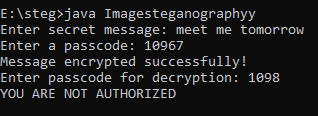 E:\steg>java Imagesteganographyy
Enter secret message: meet me tomorrow
Enter a passcode: 10967
Message encrypted successfully!
Enter passcode for decryption: 1098
YOU ARE NOT AUTHORIZED